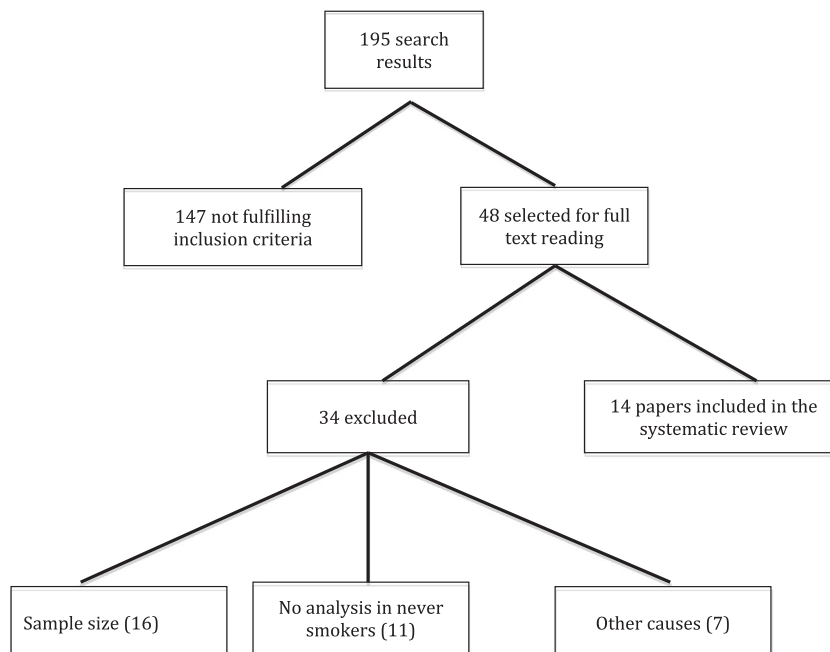 195 search
results
147 not fulfilling
inclusion criteria
48 selected for full
text reading
34 excluded
14 papers included in the
systematic review
Sample size (16)
No analysis in never
smokers (11)
Other causes (7)